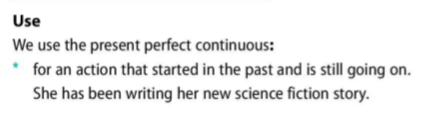 Use
We use the present perfect continuous:
* for an action that started in the past and is still going on.
She has been writing her new science fiction story.